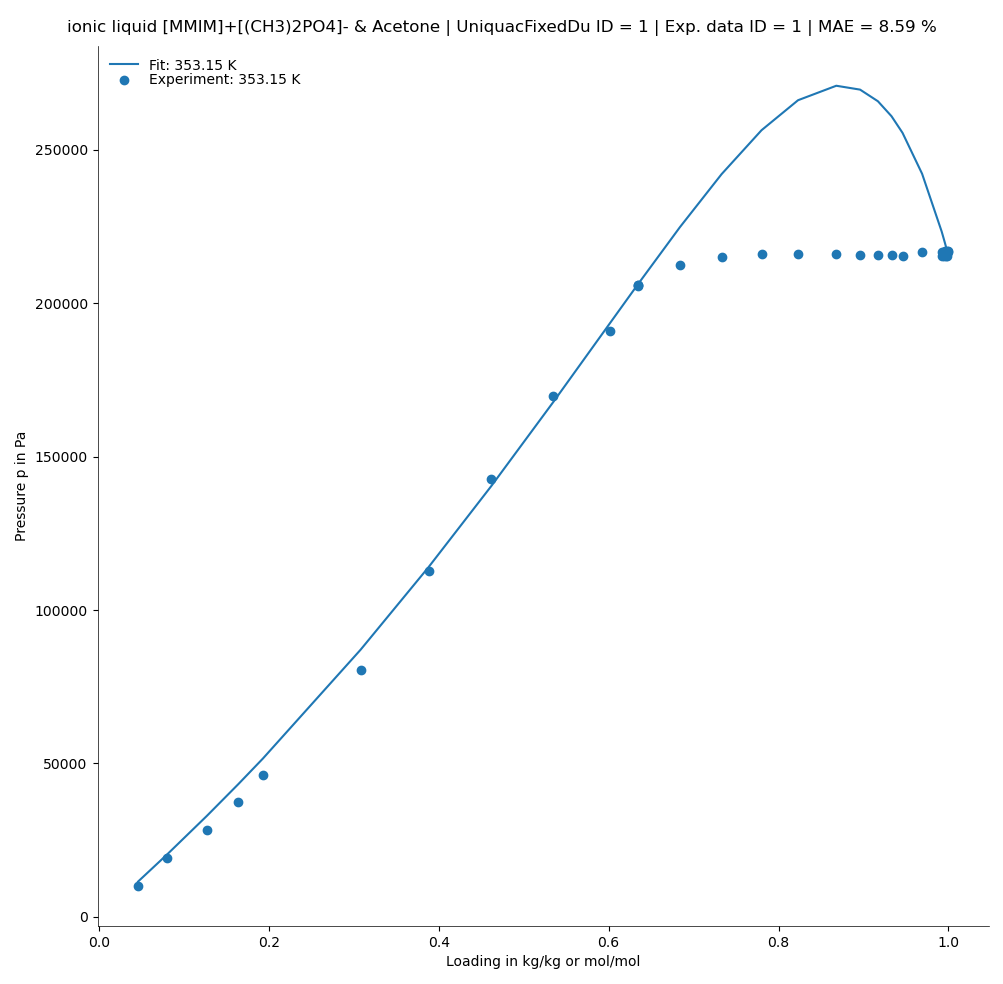 ionic liquid [MMIM]+[(CH3)2PO4]- & Acetone | UniquacFixedDu ID = 1 | Exp. data ID = 1 | MAE = 8.59 %
Fit: 353.15 K
Experiment: 353.15 K
250000
200000
150000
100000
50000
0
Pressure p in Pa
0.0
0.2
0.4
0.6
0.8
1.0
Loading in kg/kg or mol/mol